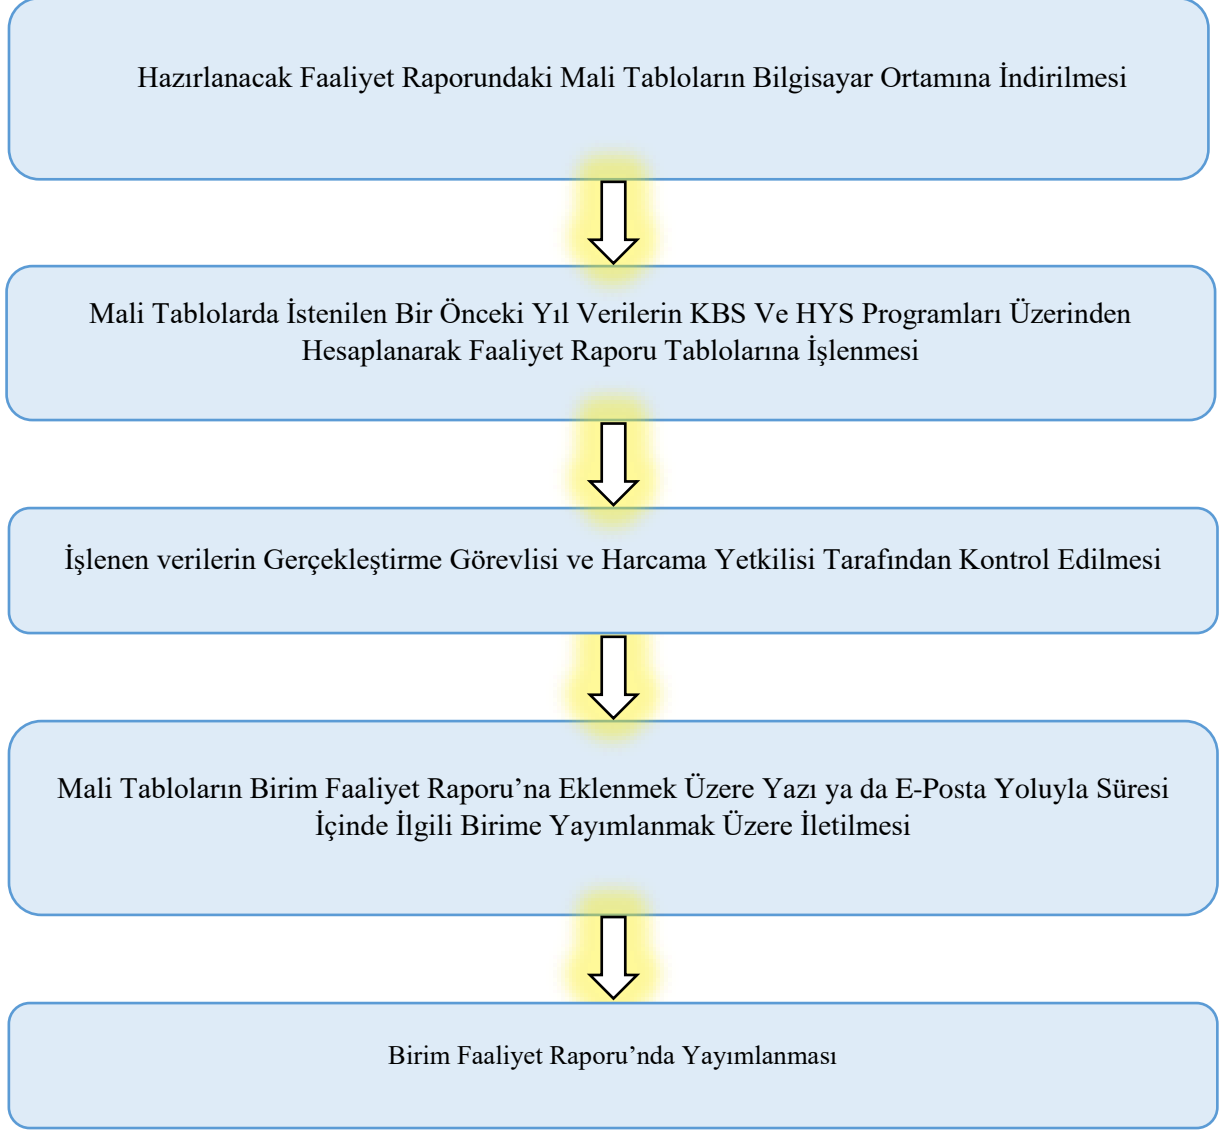 Hazırlanacak Faaliyet Raporundaki Mali Tabloların Bilgisayar Ortamına İndirilmesi
Mali Tablolarda İstenilen Bir Önceki Yıl Verilerin KBS Ve HYS Programları Üzerinden
Hesaplanarak Faaliyet Raporu Tablolarına İşlenmesi
İşlenen verilerin Gerçekleştirme Görevlisi ve Harcama Yetkilisi Tarafından Kontrol Edilmesi
Mali Tabloların Birim Faaliyet Raporu’na Eklenmek Üzere Yazı ya da E-Posta Yoluyla Süresi
İçinde İlgili Birime Yayımlanmak Üzere İletilmesi
Birim Faaliyet Raporu’nda Yayımlanması